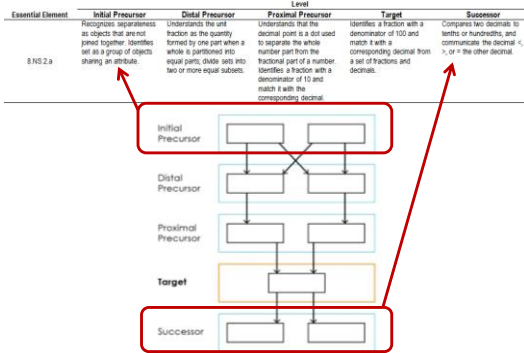 Level
Essential Element Initial Precursor Distal Precursor Proximal Precursor Target Successor
8.NS.2.a
Recognizes separateness
as objects that are not
joined together. Identifies
set as a group of objects
sharing an attribute.
Understands the unit
fraction as the quantity
formed by one part when a
whole is partitioned into
equal parts; divide sets into
two or more equal subsets.
Understands that the
decimal point is a dot used
to separate the whole
number part from the
fractional part of a number.
Identifies a fraction with a
denominator of 10 and
match it with the
corresponding decimal.
Identifies a fraction with a
denominator of 100 and
match it with a
corresponding decimal from
a set of fractions and
decimals.
Compares two decimals to
tenths or hundredths, and
communicate the decimal <,
>, or = the other decimal.
Initial
Precursor
Distal
Precursor
Proximal
Precursor
Target
Successor